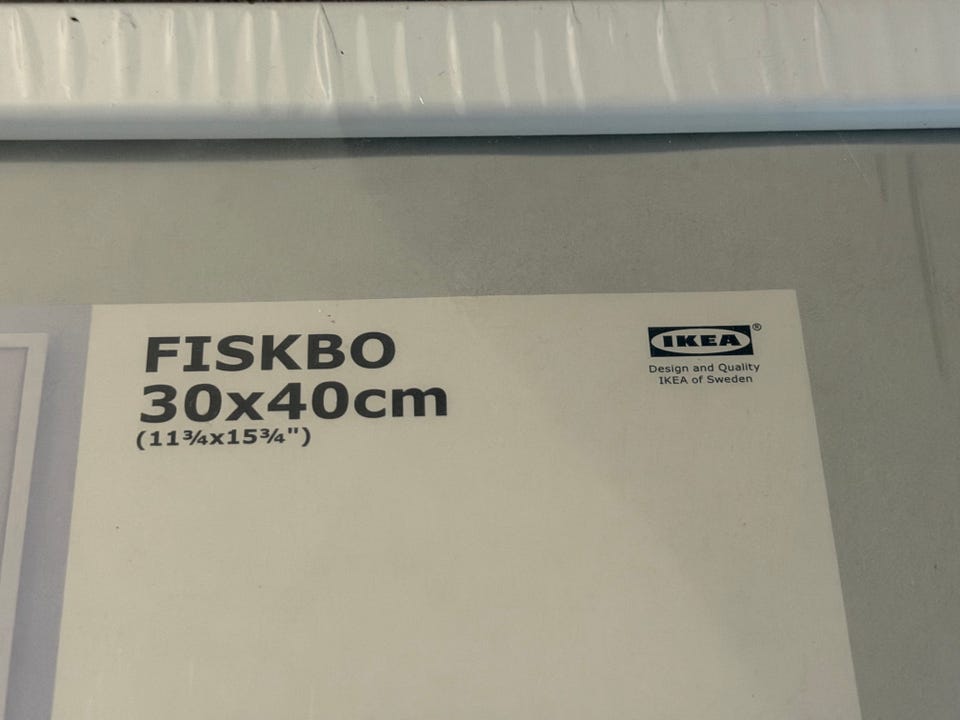 FISKBO
30x40cm
(11¾x15¾")
IKEA®
Design and Quality
IKEA of Sweden